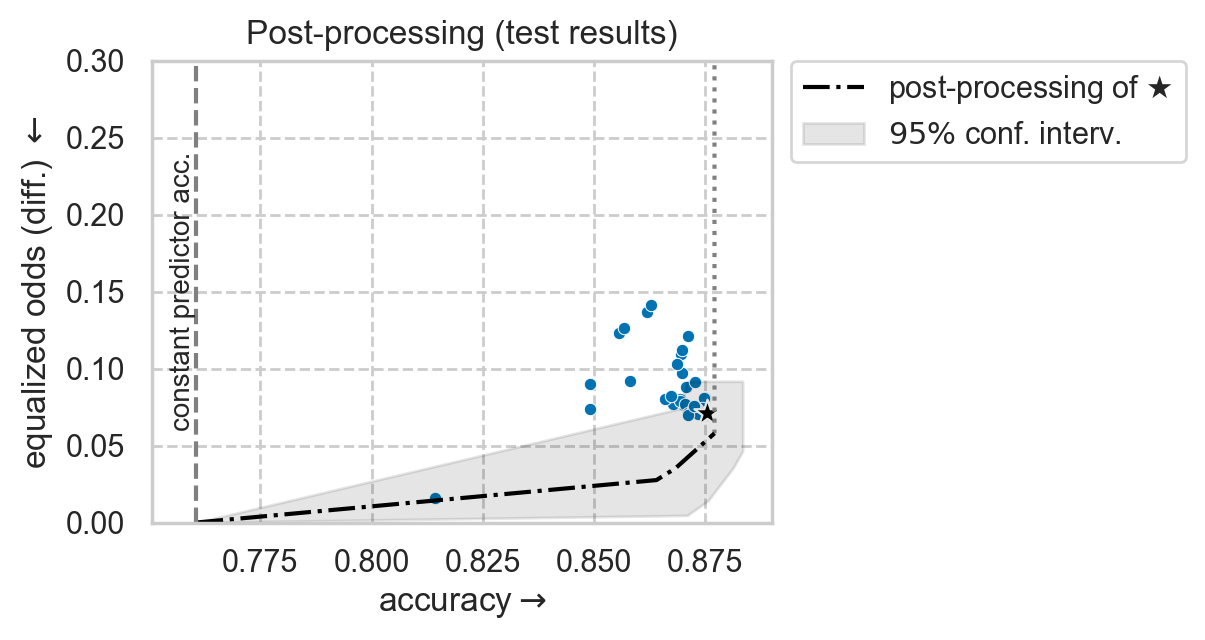 Post-processing (test results)
0.30
0.25
0.20
0.15
0.10
0.05
0.00
equalized odds (diff.) ←
constant predictor acc.
0.775 0.800 0.825 0.850 0.875
accuracy →
post-processing of ★
95% conf. interv.